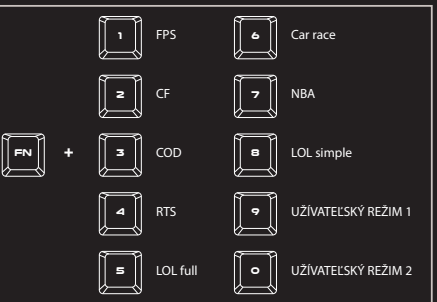 1 FPS 6 Car race
2 CF 7 NBA
FN + 3 COD 8 LOL simple
4 RTS 9 UŽÍVATEĽSKÝ REŽIM 1
5 LOL full 0 UŽÍVATEĽSKÝ REŽIM 2